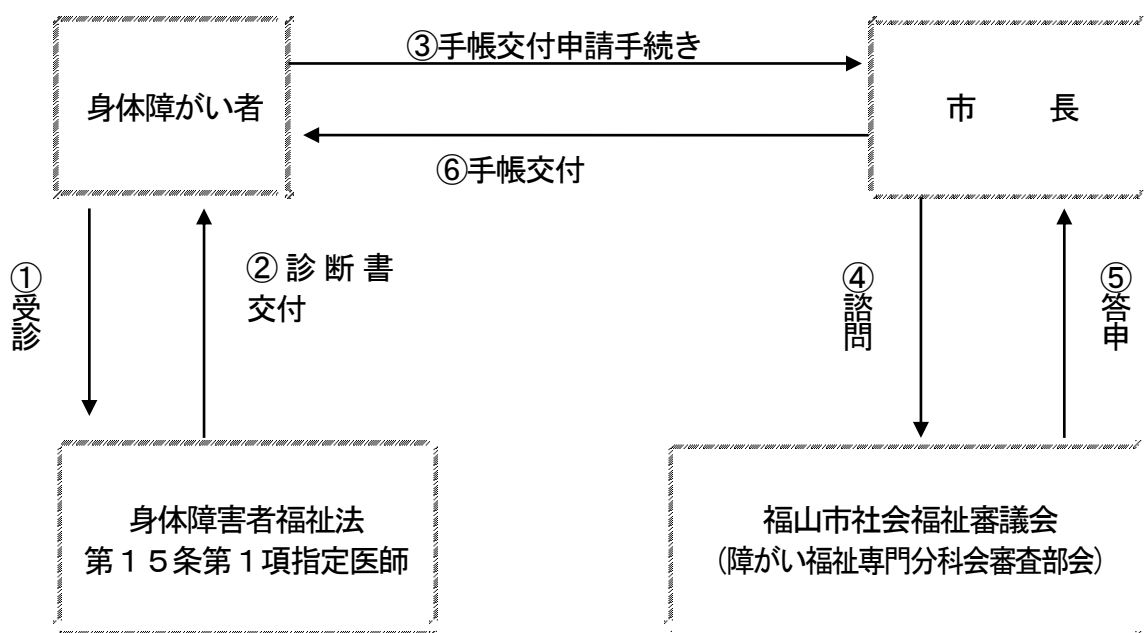 ③手帳交付申請手続き
身体障がい者
市　　長
⑥手帳交付
①受診
②診断書
交付
④諮問
⑤答申
身体障害者福祉法
第１５条第１項指定医師
福山市社会福祉審議会
（障がい福祉専門分科会審査部会）